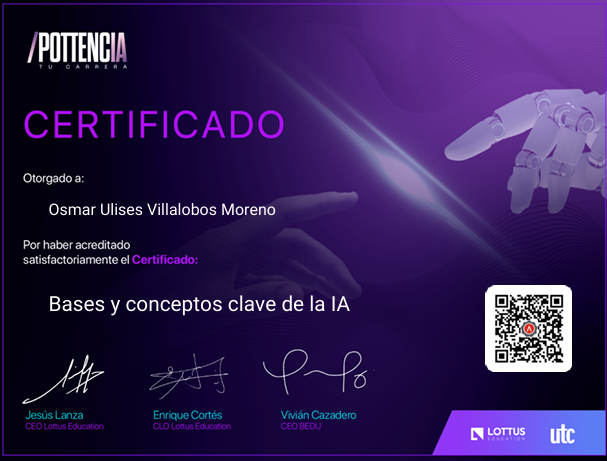 /POTTENCIA
TU CARRERA
CERTIFICADO
Otorgado a:
Osmar Ulises Villalobos Moreno
Por haber acreditado
satisfactoriamente el Certificado:
Bases y conceptos clave de la IA
Jesús Lanza
CEO Lottus Education
Enrique Cortés
CLO Lottus Education
Vivián Cazadero
CEO BEDU
LOTTUS
EDUCATION
utc